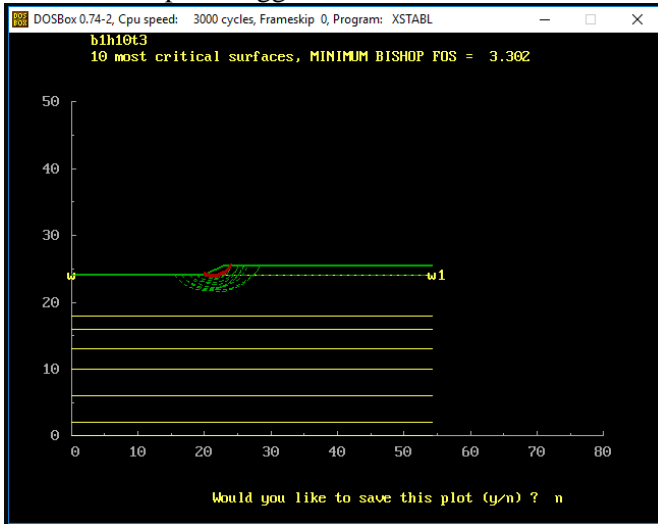 DOSBox 0.74-2, Cpu speed: 3000 cycles, Frameskip 0, Program: XSTABL
b1h10t3
10 most critical surfaces, MINIMUM BISHOP FOS = 3.302
50
40
30
w w1
20
10
0
0 10 20 30 40 50 60 70 80
Would you like to save this plot (y/n) ? n